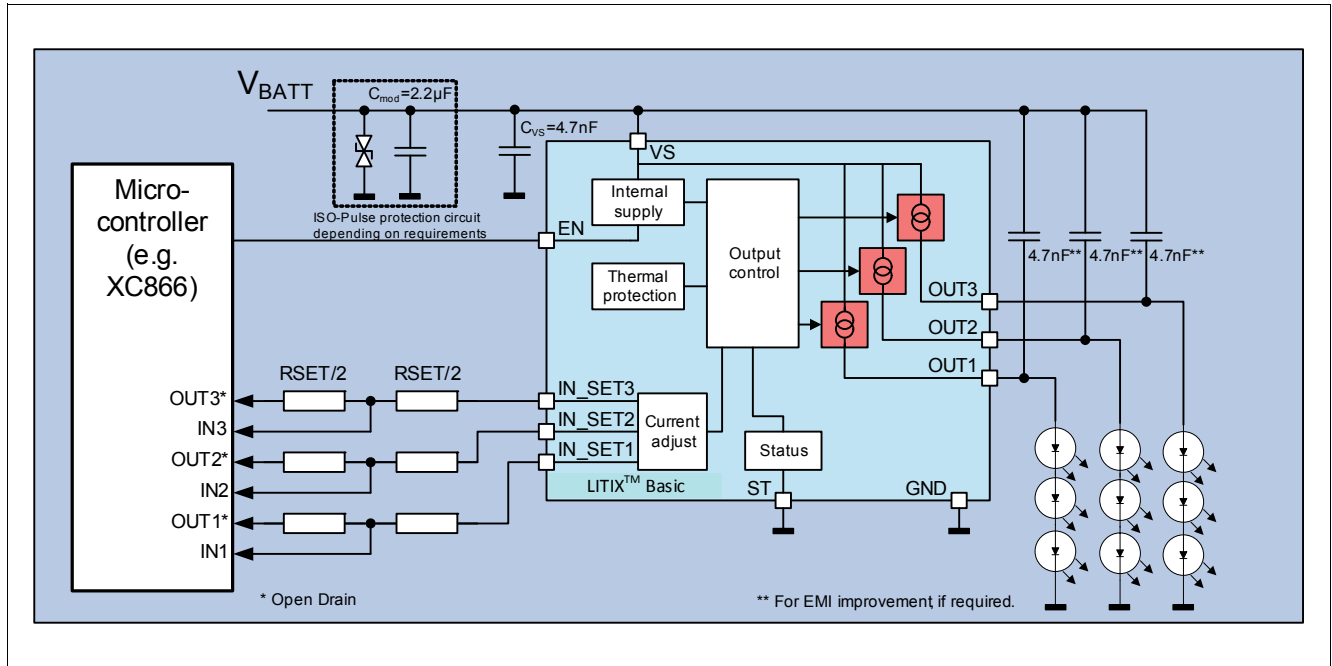 VBATT
Cmod=2.2µF
CVS=4.7nF
ISO-Pulse protection circuit
depending on requirements
Micro-
controller
(e.g.
XC866)
VS
EN
Internal
supply
Thermal
protection
Output
control
4.7nF**
4.7nF**
4.7nF**
OUT3
OUT2
OUT1
RSET/2
RSET/2
OUT3*
IN3
OUT2*
IN2
OUT1*
IN1
IN_SET3
IN_SET2
IN_SET1
Current
adjust
Status
LITIX™ Basic
ST
GND
* Open Drain
** For EMI improvement, if required.